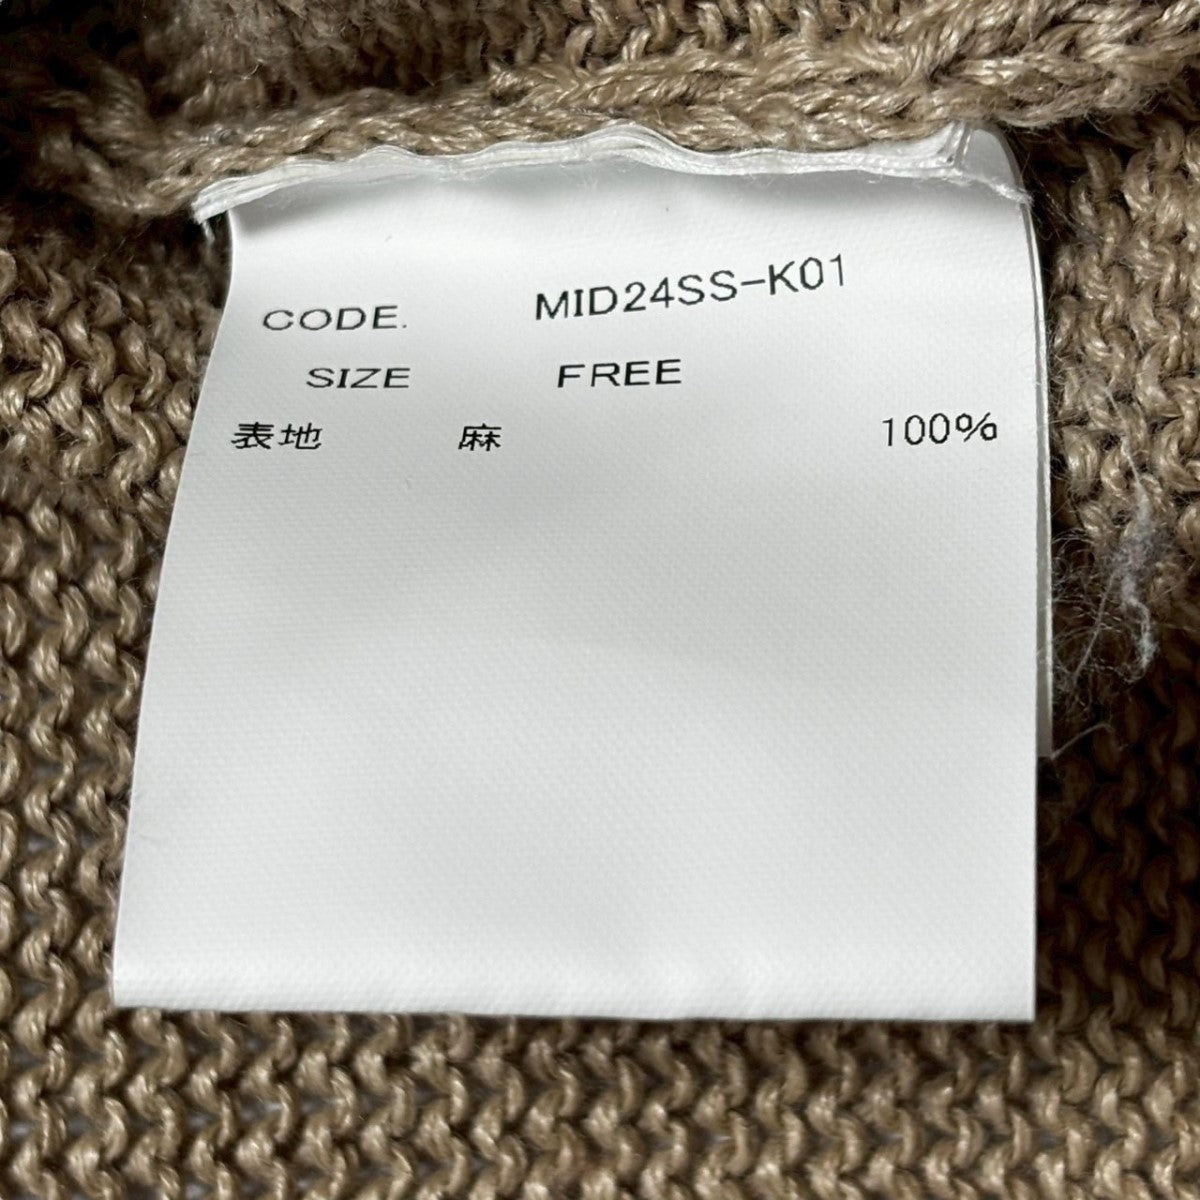 CODE. MID24SS-K01
SIZE FREE
表地 麻 100%